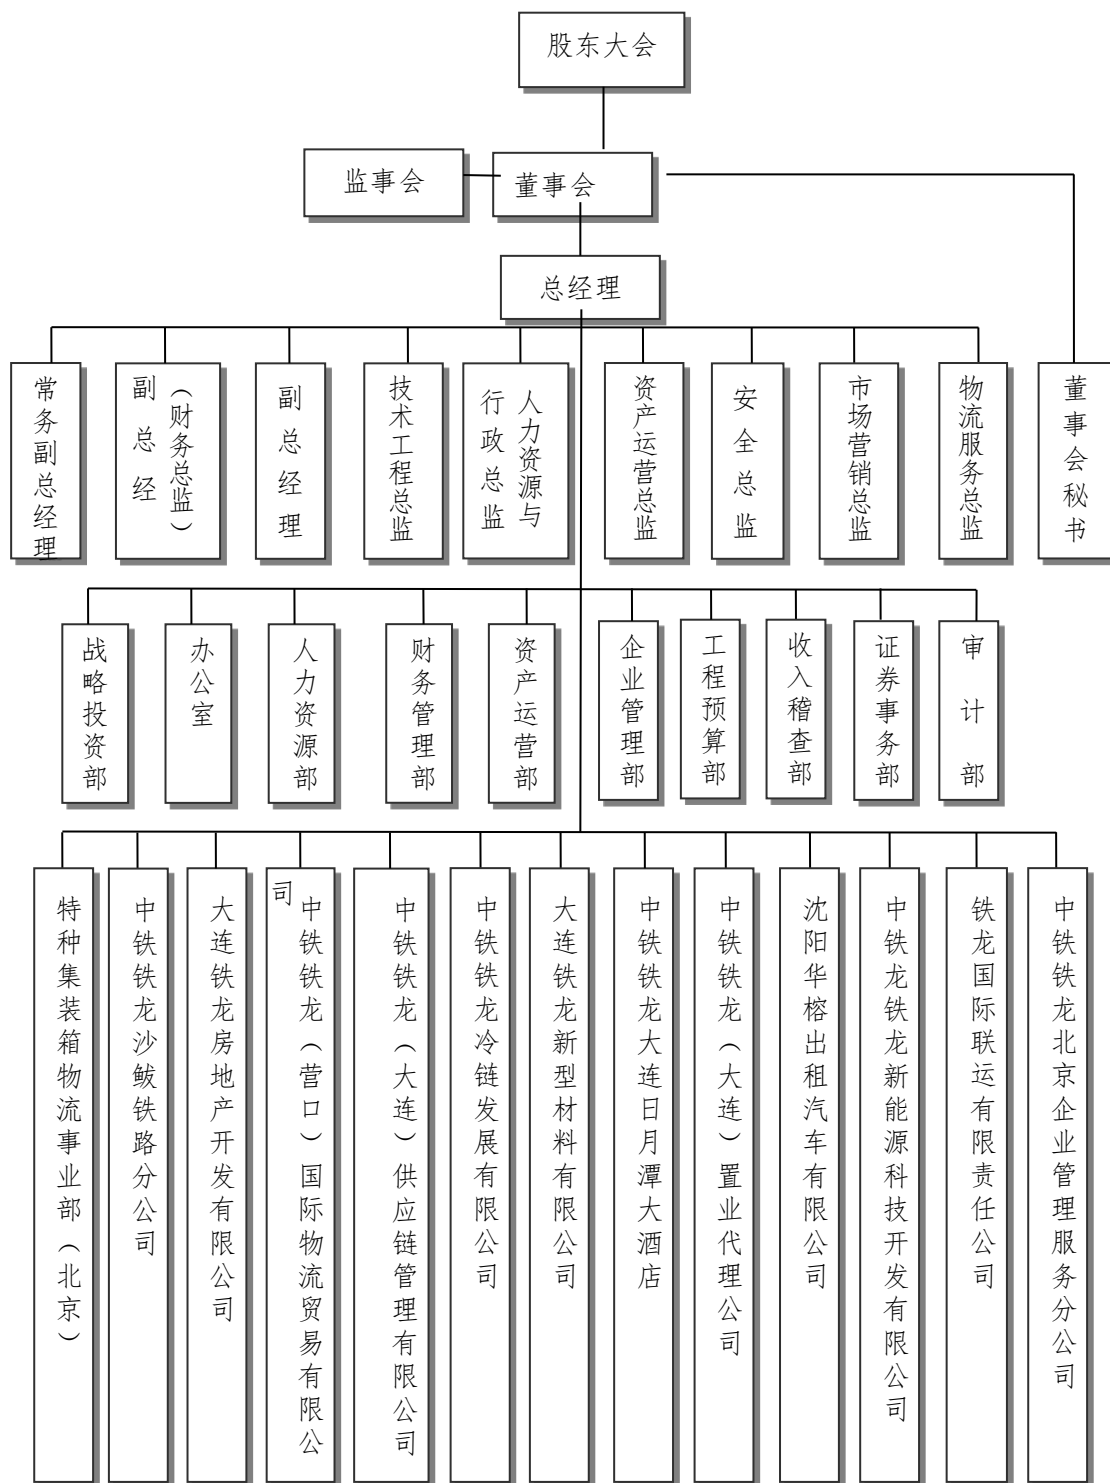 股东大会
监事会
董事会
总经理
常务副总经理
副总经
（财务总监）
副总经理
技术工程总监
人力资源与
行政总监
资产运营总监
安全总监
市场营销总监
物流服务总监
董事会秘书
战略投资部
办公室
人力资源部
财务管理部
资产运营部
企业管理部
工程预算部
收入稽查部
证券事务部
审计部
特种集装箱物流事业部（北京）
中铁铁龙沙鲅铁路分公司
大连铁龙房地产开发有限公司
中铁铁龙（营口）国际物流贸易有限公
司
中铁铁龙（大连）供应链管理有限公司
中铁铁龙冷链发展有限公司
大连铁龙新型材料有限公司
中铁铁龙大连日月潭大酒店
中铁铁龙（大连）置业代理公司
沈阳华榕出租汽车有限公司
中铁龙铁龙新能源科技开发有限公司
铁龙国际联运有限责任公司
中铁铁龙北京企业管理服务分公司